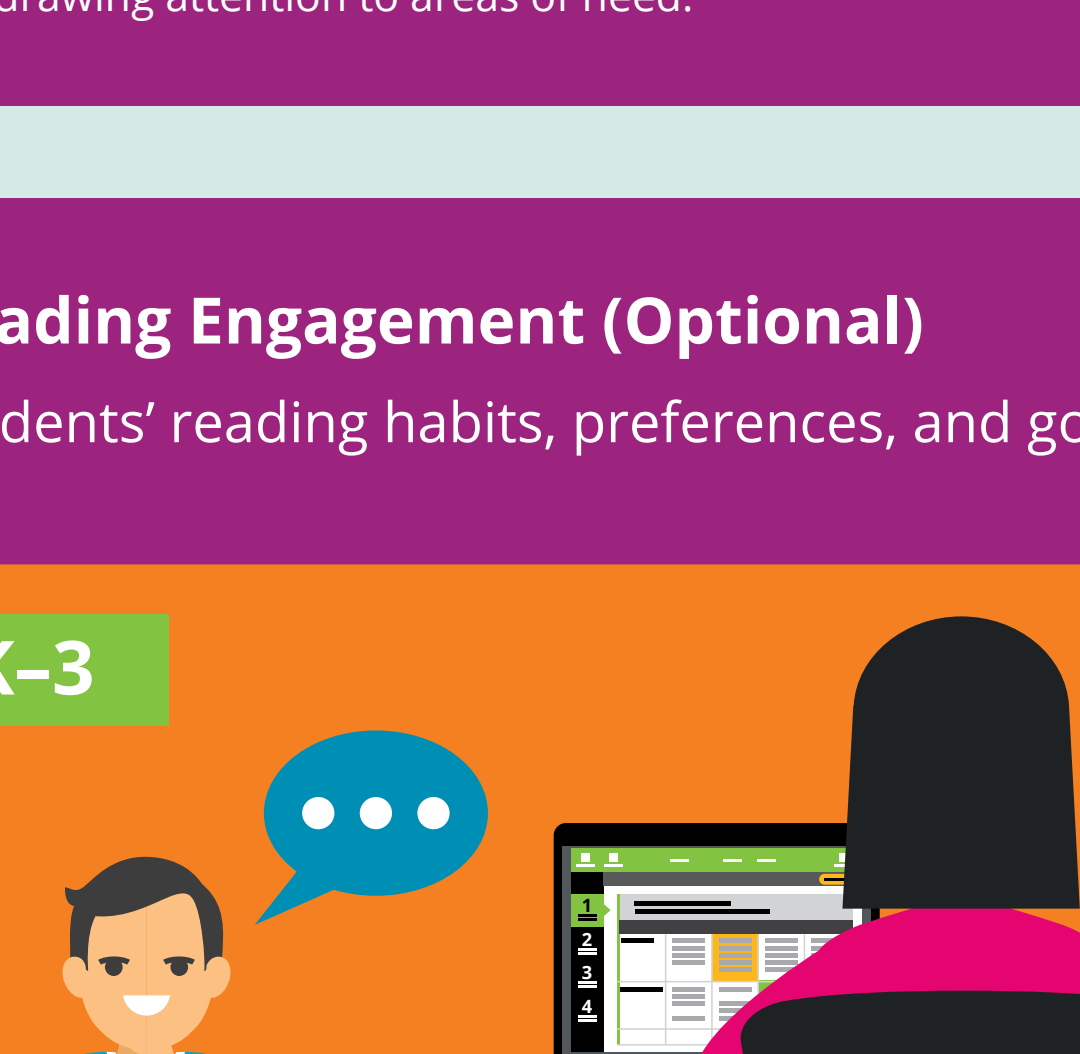 drawing attention to areas of need.
ading Engagement (Optional)
dents’ reading habits, preferences, and go
K–3
1
2
3
4